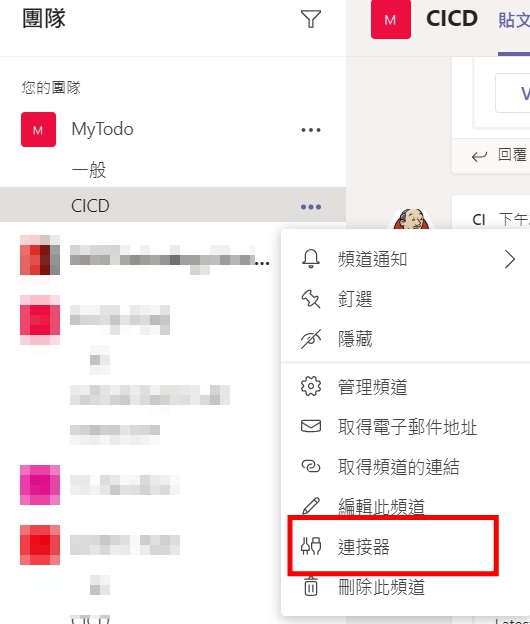 團隊
您的團隊
M MyTodo ...
一般
CICD ...
...
M CICD 貼文
V
回覆
CI 下午
頻道通知
釘選
隱藏
管理頻道
取得電子郵件地址
取得頻道的連結
編輯此頻道
連接器
刪除此頻道